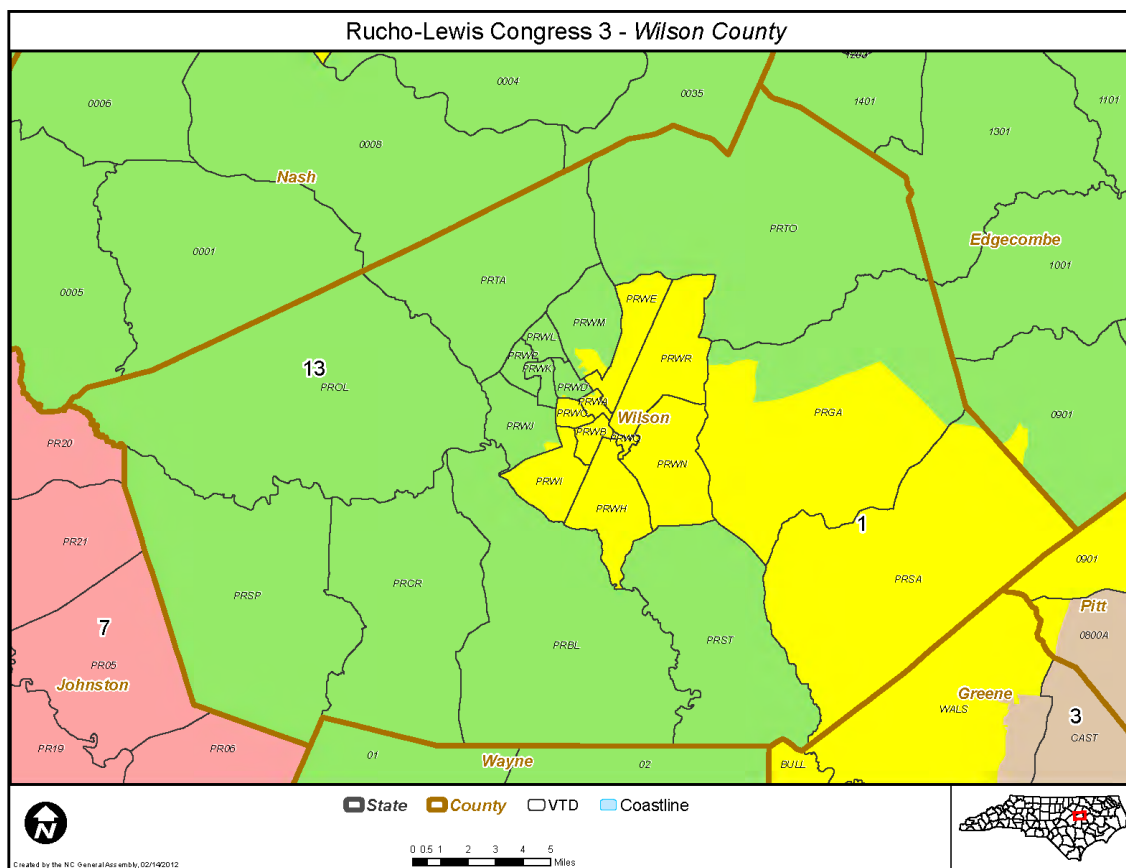 Rucho-Lewis Congress 3 - Wilson County
0004
0006
0008
0035
1401
1301
1101
Nash
0001
0005
PRTO
Edgecombe
1001
PRTA
PRWE
PRWM
PRWL
PRWP
PRWK
PRWR
PRWD
13
PROL
PRWA
PRWC
Wilson
PRGA
0901
PRWJ
PRWB
PR20
PRWN
PRWI
PRWH
1
PR21
PRSA
0901
PRCR
PRSP
Pitt
0800A
7
PRBL
PRST
PR05
Johnston
Greene
WALS
3
CAST
PR19
PR06
01
Wayne
02
BULL
N
State County VTD Coastline
0 0.5 1 2 3 4 5
Miles
Created by the NC General Assembly, 02/14/2012